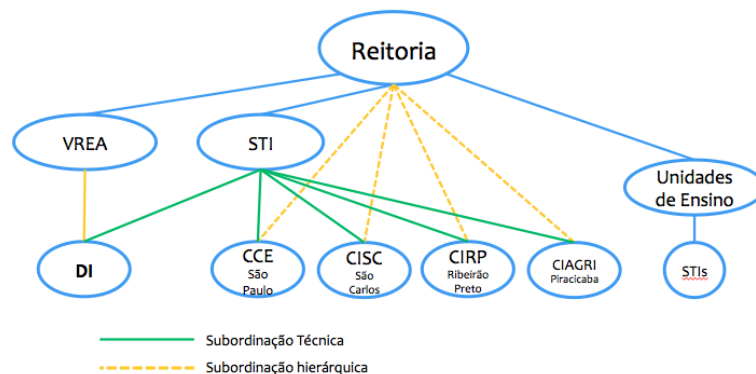 Reitoria
VREA
STI
Unidades
de Ensino
DI
CCE
São
Paulo
CISC
São
Carlos
CIRP
Ribeirão
Preto
CIAGRI
Piracicaba
STIs
Subordinação Técnica
Subordinação hierárquica